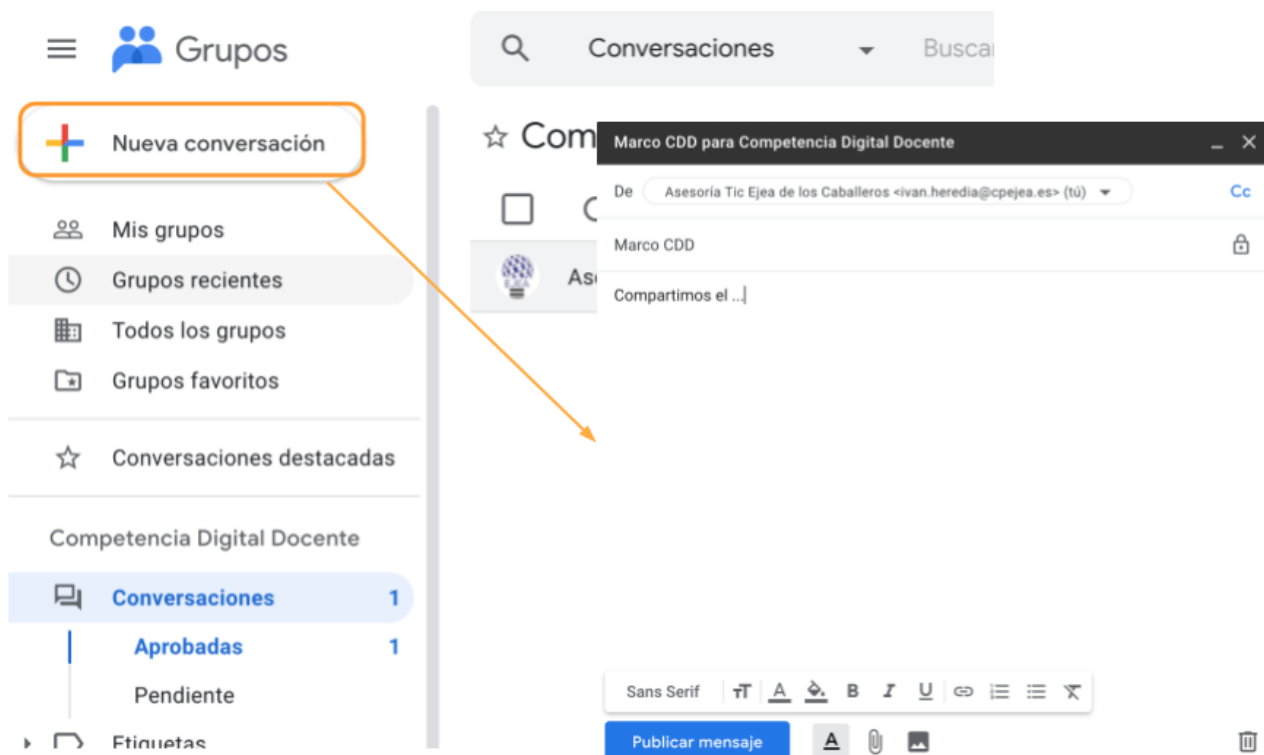 Grupos
Conversaciones
Nueva conversación
Mis grupos
Grupos recientes
Todos los grupos
Grupos favoritos
Conversaciones destacadas
Competencia Digital Docente
Conversaciones 1
Aprobadas 1
Pendiente
Etiquetas
Marco CDD para Competencia Digital Docente
De Asesoría Tic Ejea de los Caballeros <ivan.heredia@cpejea.es> (tú) Cc
Marco CDD
Compartimos el ...
Sans Serif
Publicar mensaje